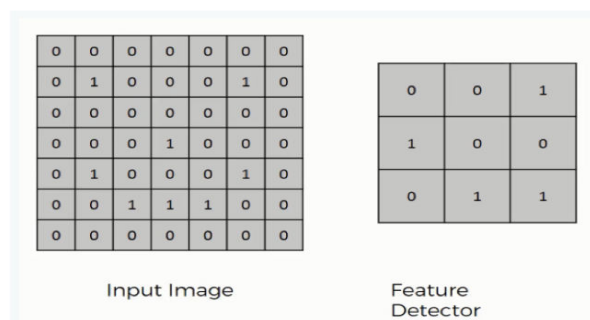 0 0 0 0 0 0 0
0 1 0 0 0 1 0
0 0 0 0 0 0 0
0 0 0 1 0 0 0
0 1 0 0 0 1 0
0 0 1 1 1 0 0
0 0 0 0 0 0 0
Input Image
0 0 1
1 0 0
0 1 1
Feature
Detector